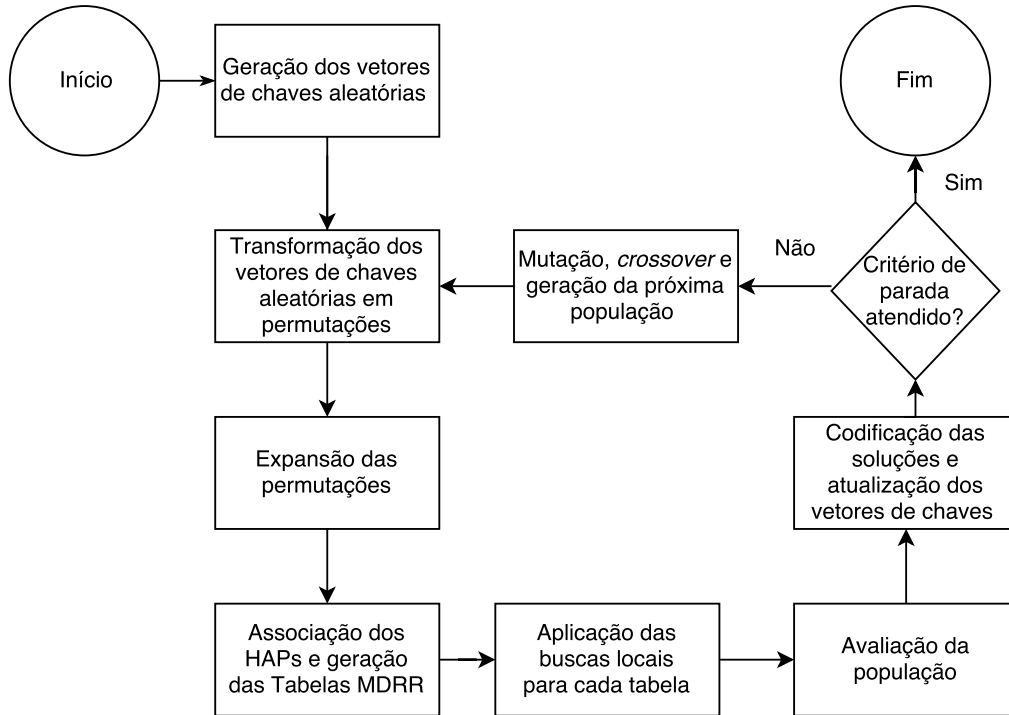 Início
Geração dos vetores
de chaves aleatórias
Fim
Sim
Transformação dos
vetores de chaves
aleatórias em
permutações
Mutação, crossover e
geração da próxima
população
Não
Critério de
parada
atendido?
Expansão das
permutações
Codificação das
soluções e
atualização dos
vetores de chaves
Associação dos
HAPs e geração
das Tabelas MDRR
Aplicação das
buscas locais
para cada tabela
Avaliação da
população